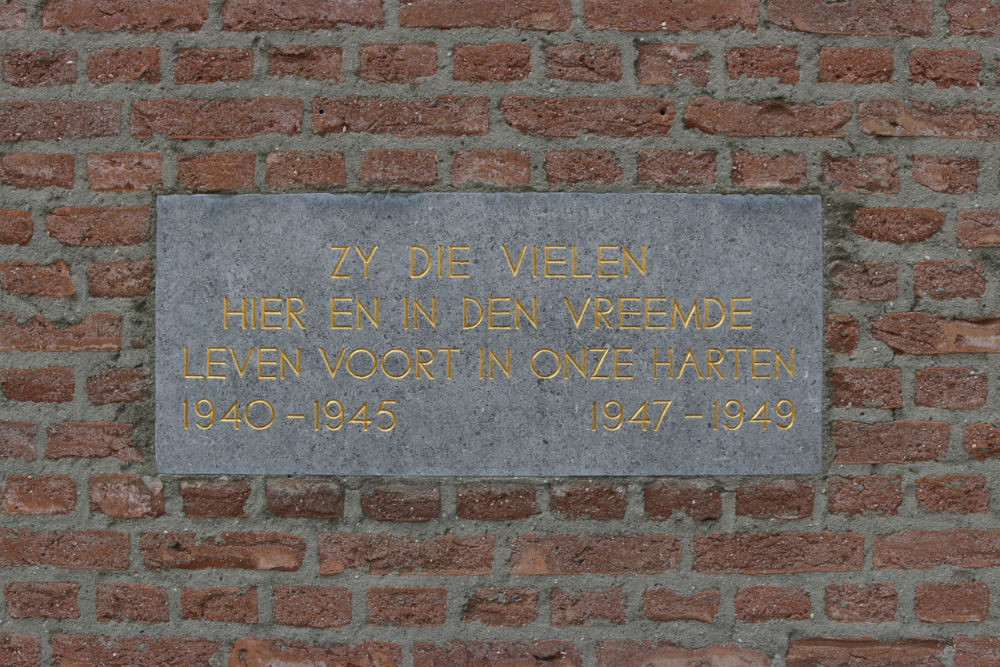 ZY DIE VIELEN
HIER EN IN DEN VREEMDE
LEVEN VOORT IN ONZE HARTEN
1940 – 1945 1947 – 1949